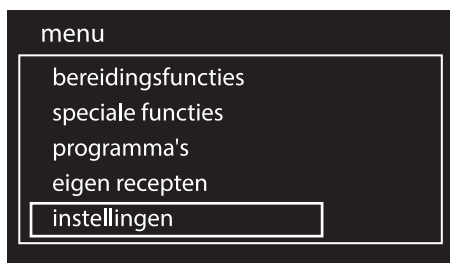 menu
bereidingsfuncties
speciale functies
programma's
eigen recepten
instellingen